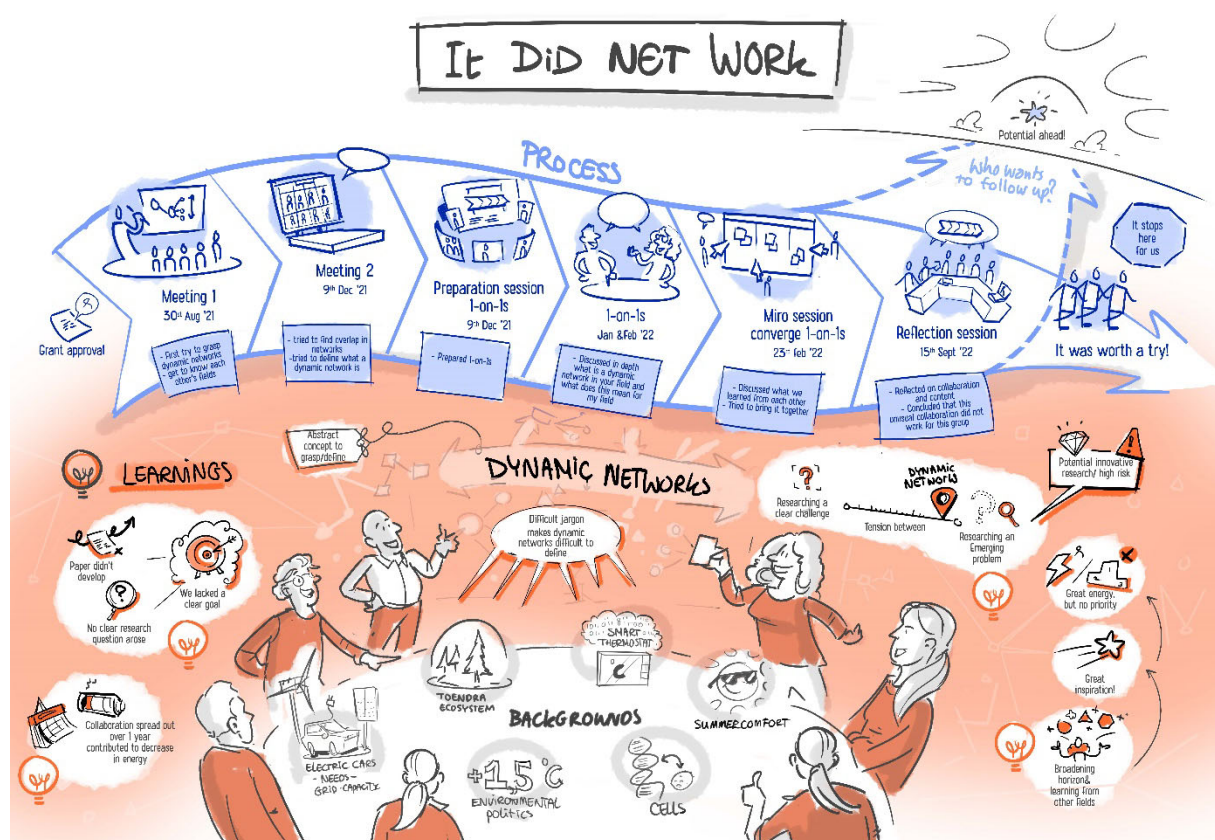 It DiD NET WORk
Potential ahead!
PROCESS
Who wants
to follow up?
It stops
here
for us
Grant approval
Meeting 1
30st Aug '21
- First try to grasp
dynamic networks
- get to know each
other's fields
Meeting 2
9th Dec '21
- tried to find overlap in
networks
-tried to define what a
dynamic network is
Preparation session
1-on-1s
9th Dec '21
- Prepared 1-on-1s
1-on-1s
Jan &Feb '22
- Discussed in depth
what is a dynamic
network in your field and
what does this mean for
my field
Miro session
converge 1-on-1s
23rd feb '22
- Discussed what we
learned from each other
- Tried to bring it together
Reflection session
15th Sept '22
- Reflected on collaboration
and content
- Concluded that this
unusual collaboration did not
work for this group
It was worth a try!
LEARNINGS
Paper didn't
develop
We lacked a
clear goal
No clear research
question arose
Collaboration spread out
over 1 year
contributed to decrease
in energy
Abstract
concept to
grasp/define
DYNAMIC NETWORKS
Difficult jargon
makes dynamic
networks difficult to
define
Researching a
clear challenge
DYNAMIC
NETWORKS
Tension between
Researching an
Emerging
problem
Potential innovative
research/ high risk
Great energy,
but no priority
Great
inspiration!
Broadening
horizon&
learning from
other fields
BACKGROUNDS
TOENDRA
ECOSYSTEM
SMART
THERMOSTAT
SUMMERCOMFORT
ELECTRIC CARS
- NEEDS -
GRID-CAPACITY
+1,5°C
ENVIRONMENTAL
politics
CELLS